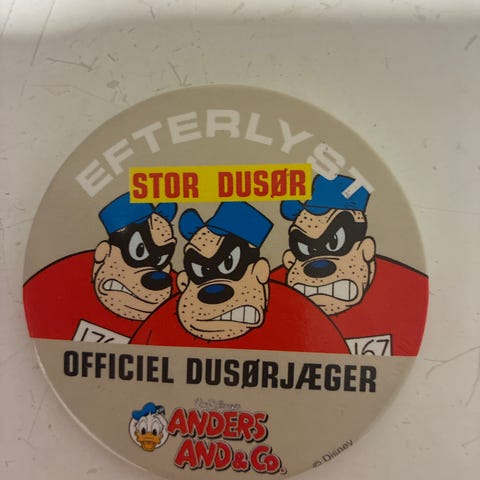 EFTERLYST
STOR DUSØR
176
167
OFFICIEL DUSØRJÆGER
Walt Disney's
ANDERS
AND & Co.
© Disney